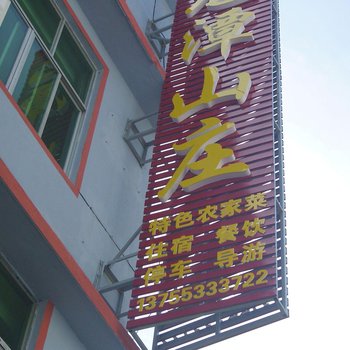 潭山庄
特色农家菜
住宿 餐饮
停车 导游
13755333722